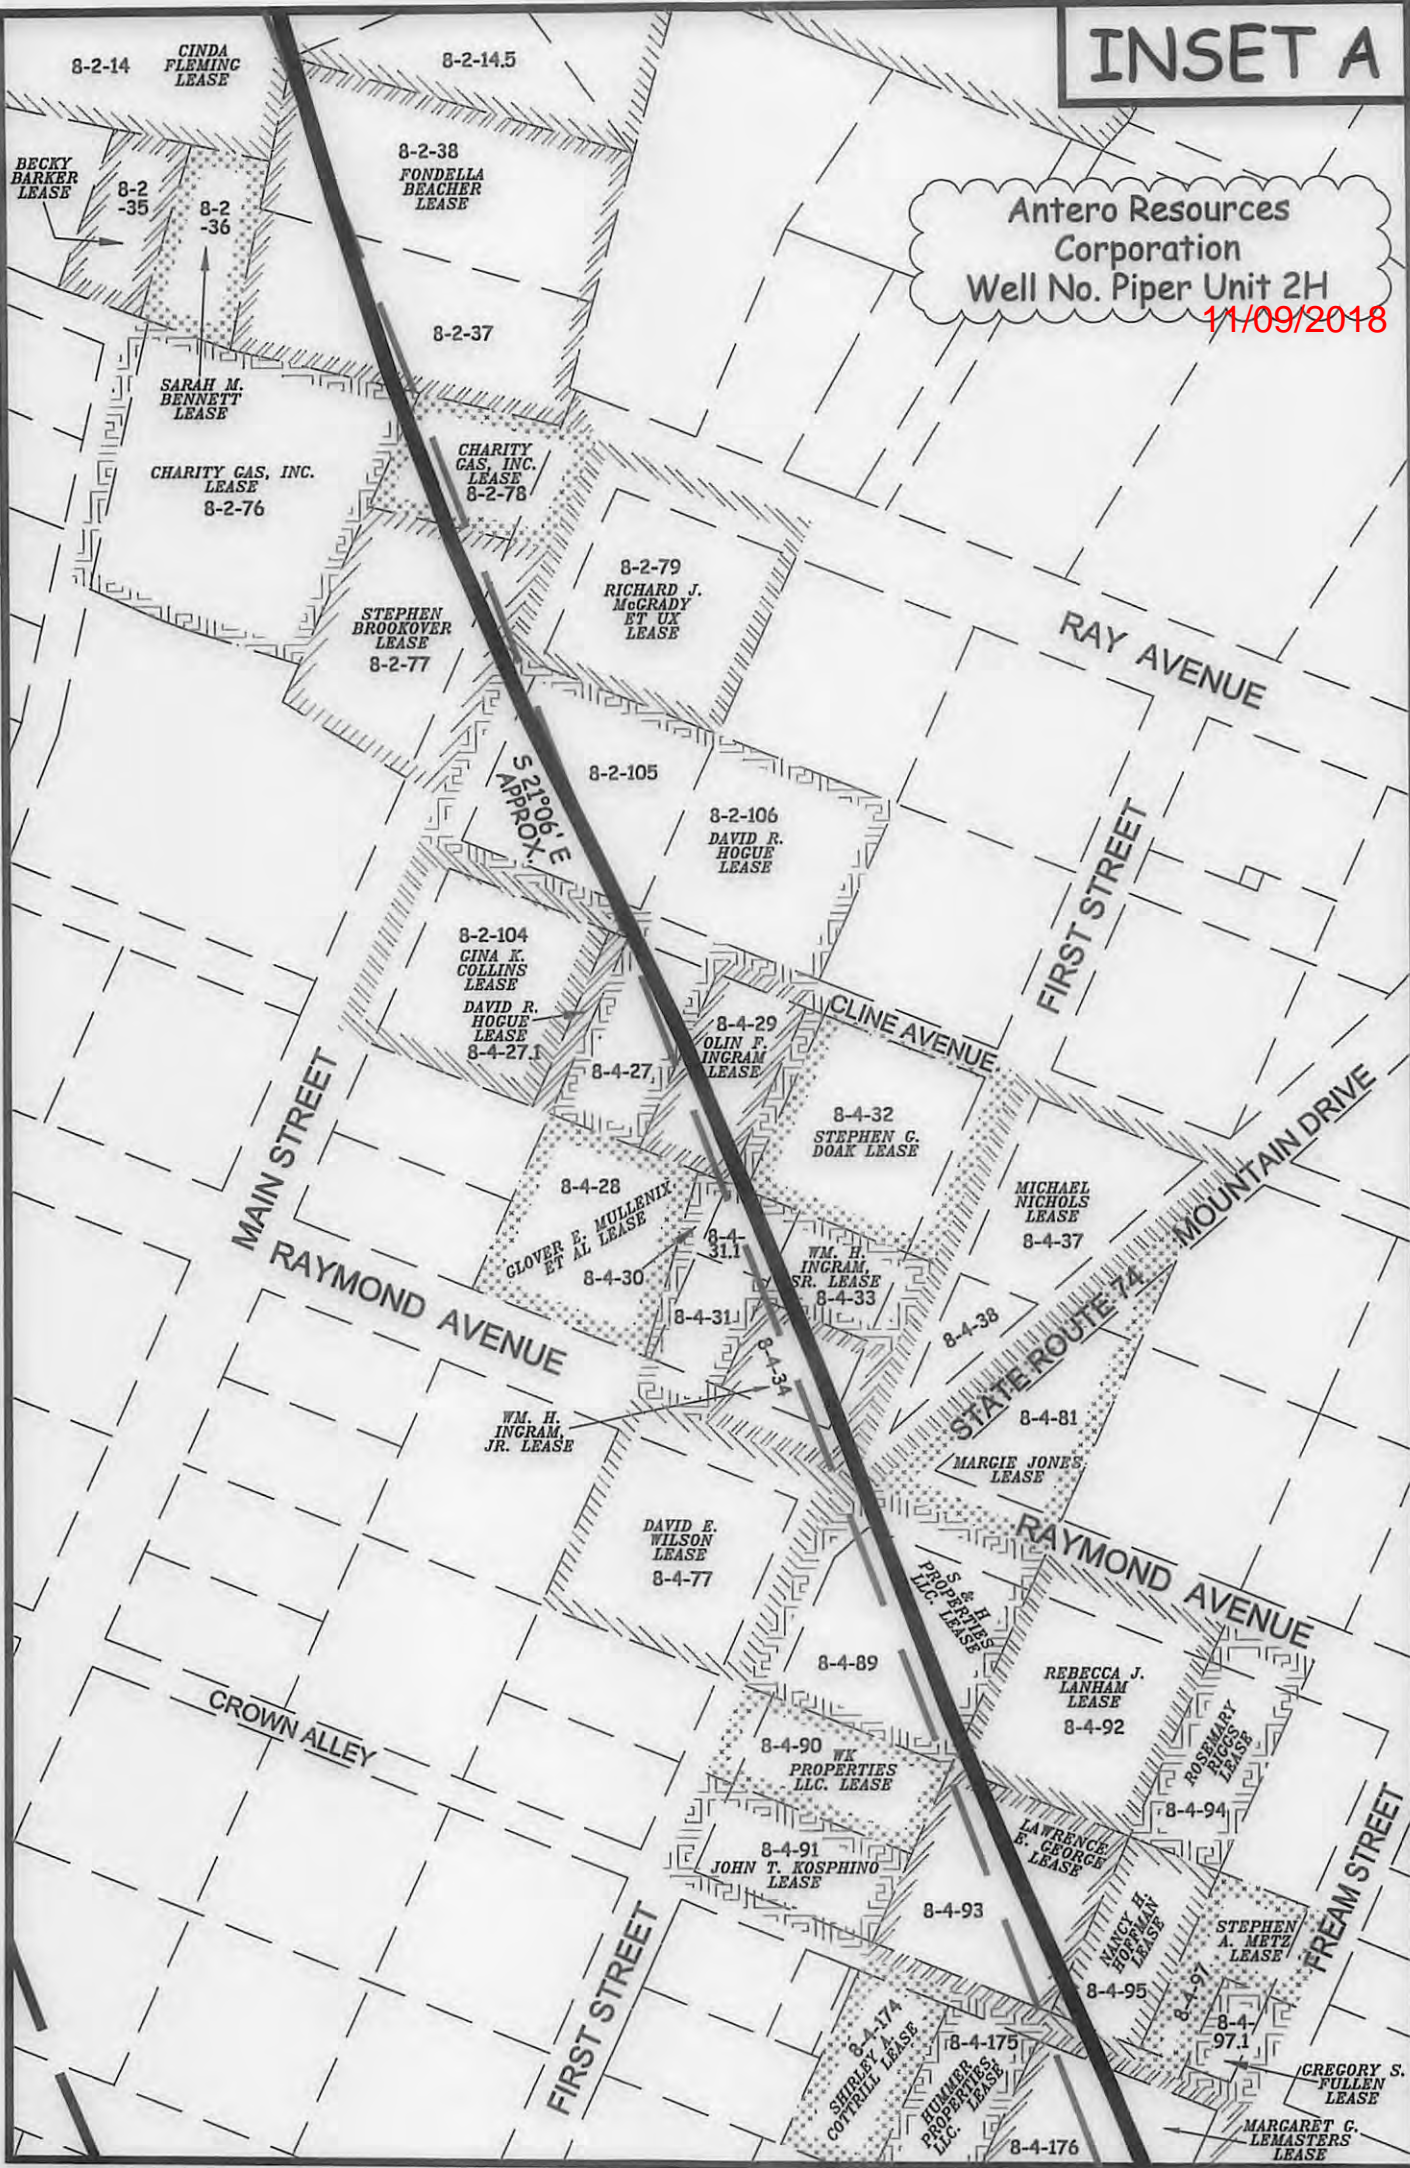 INSET A
Antero Resources
Corporation
Well No. Piper Unit 2H
11/09/2018
8-2-14
CINDA
FLEMING
LEASE
8-2-14.5
BECKY
BARKER
LEASE
8-2
-35
8-2
-36
8-2-38
FONDELLA
BEACHER
LEASE
8-2-37
SARAH M.
BENNETT
LEASE
CHARITY GAS, INC.
LEASE
8-2-76
CHARITY
GAS, INC.
LEASE
8-2-78
8-2-79
RICHARD J.
McGRADY
ET UX
LEASE
STEPHEN
BROOKOVER
LEASE
8-2-77
RAY AVENUE
S 21°06' E
APPROX.
8-2-105
8-2-106
DAVID R.
HOGUE
LEASE
FIRST STREET
8-2-104
GINA K.
COLLINS
LEASE
DAVID R.
HOGUE
LEASE
8-4-27.1
8-4-27
8-4-29
OLIN F.
INGRAM
LEASE
CLINE AVENUE
MAIN STREET
8-4-32
STEPHEN G.
DOAK LEASE
MOUNTAIN DRIVE
8-4-28
GLOVER E. MULLENIX
ET AL LEASE
8-4-30
8-4-
31.1
8-4-31
WM. H.
INGRAM,
SR. LEASE
8-4-33
MICHAEL
NICHOLS
LEASE
8-4-37
8-4-38
STATE ROUTE 74
RAYMOND AVENUE
8-4-34
WM. H.
INGRAM,
JR. LEASE
8-4-81
MARGIE JONES
LEASE
DAVID E.
WILSON
LEASE
8-4-77
RAYMOND AVENUE
S & H
PROPERTIES
LLC. LEASE
8-4-89
REBECCA J.
LANHAM
LEASE
8-4-92
ROSEMARY
RIGGS
LEASE
8-4-94
CROWN ALLEY
8-4-90
WK
PROPERTIES
LLC. LEASE
8-4-91
JOHN T. KOSPHINO
LEASE
LAWRENCE
E. GEORGE
LEASE
8-4-93
NANCY H.
HOFFMAN
LEASE
8-4-95
STEPHEN
A. METZ
LEASE
8-4-97
8-4-
97.1
FREAM STREET
FIRST STREET
8-4-174
SHIRLEY A.
COTTRILL LEASE
8-4-175
HUMMER
PROPERTIES,
LLC. LEASE
8-4-176
GREGORY S.
FULLEN
LEASE
MARGARET G.
LEMASTERS
LEASE